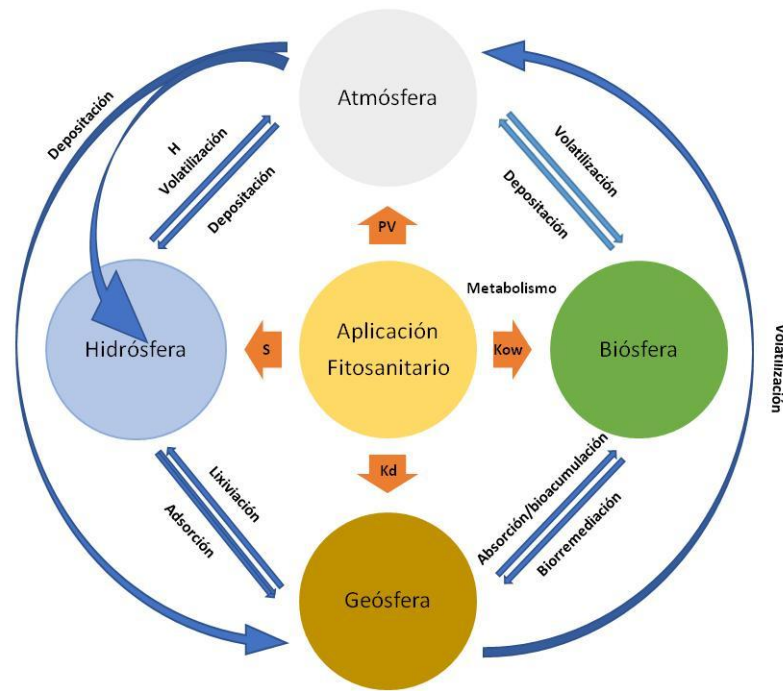 Atmósfera
Depositación
H
Volatilización
Depositación
Volatilización
Depositación
PV
Metabolismo
Hidrósfera
S
Aplicación
Fitosanitario
Kow
Biósfera
Volatilización
Kd
Lixiviación
Adsorción
Absorción/bioacumulación
Biorremediación
Geósfera